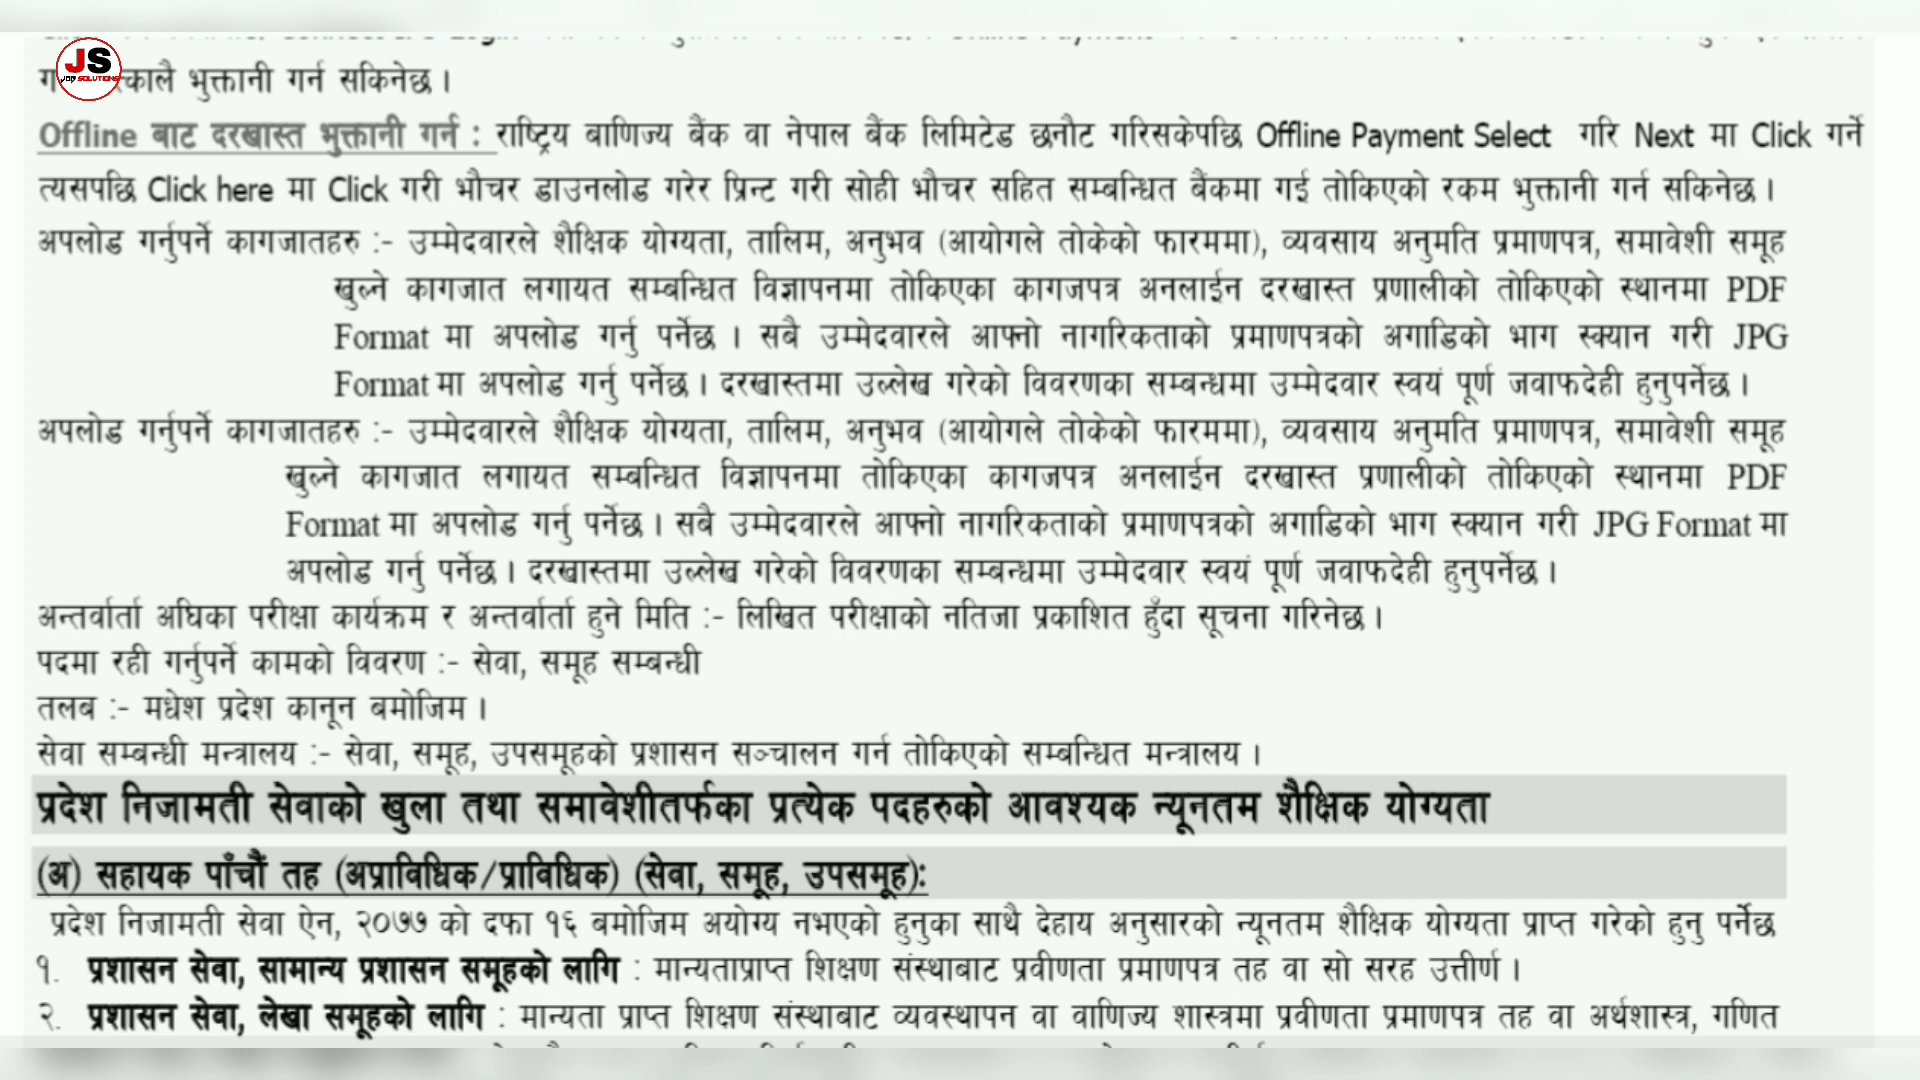 JS
JOB SOLUTIONS
भुक्तानी गर्न सकिनेछ ।
Offline बाट दरखास्त भुक्तानी गर्न : राष्ट्रिय बाणिज्य बैंक वा नेपाल बैंक लिमिटेड छनौट गरिसकेपछि Offline Payment Select गरि Next मा Click गर्ने
त्यसपछि Click here मा Click गरी भौचर डाउनलोड गरेर प्रिन्ट गरी सोही भौचर सहित सम्बन्धित बैंकमा गई तोकिएको रकम भुक्तानी गर्न सकिनेछ ।
अपलोड गर्नुपर्ने कागजातहरु :- उम्मेदवारले शैक्षिक योग्यता, तालिम, अनुभव (आयोगले तोकेको फारममा), व्यवसाय अनुमति प्रमाणपत्र, समावेशी समूह
खुल्ने कागजात लगायत सम्बन्धित विज्ञापनमा तोकिएका कागजपत्र अनलाईन दरखास्त प्रणालीको तोकिएको स्थानमा PDF
Format मा अपलोड गर्नु पर्नेछ । सबै उम्मेदवारले आफ्नो नागरिकताको प्रमाणपत्रको अगाडिको भाग स्क्यान गरी JPG
Format मा अपलोड गर्नु पर्नेछ । दरखास्तमा उल्लेख गरेको विवरणका सम्बन्धमा उम्मेदवार स्वयं पूर्ण जवाफदेही हुनुपर्नेछ ।
अपलोड गर्नुपर्ने कागजातहरु :- उम्मेदवारले शैक्षिक योग्यता, तालिम, अनुभव (आयोगले तोकेको फारममा), व्यवसाय अनुमति प्रमाणपत्र, समावेशी समूह
खुल्ने कागजात लगायत सम्बन्धित विज्ञापनमा तोकिएका कागजपत्र अनलाईन दरखास्त प्रणालीको तोकिएको स्थानमा PDF
Format मा अपलोड गर्नु पर्नेछ । सबै उम्मेदवारले आफ्नो नागरिकताको प्रमाणपत्रको अगाडिको भाग स्क्यान गरी JPG Format मा
अपलोड गर्नु पर्नेछ । दरखास्तमा उल्लेख गरेको विवरणका सम्बन्धमा उम्मेदवार स्वयं पूर्ण जवाफदेही हुनुपर्नेछ ।
अन्तर्वार्ता अघिका परीक्षा कार्यक्रम र अन्तर्वार्ता हुने मिति :- लिखित परीक्षाको नतिजा प्रकाशित हुँदा सूचना गरिनेछ ।
पदमा रही गर्नुपर्ने कामको विवरण :- सेवा, समूह सम्बन्धी
तलब :- मधेश प्रदेश कानून बमोजिम ।
सेवा सम्बन्धी मन्त्रालय :- सेवा, समूह, उपसमूहको प्रशासन सञ्चालन गर्न तोकिएको सम्बन्धित मन्त्रालय ।
प्रदेश निजामती सेवाको खुला तथा समावेशीतर्फका प्रत्येक पदहरुको आवश्यक न्यूनतम शैक्षिक योग्यता
(अ) सहायक पाँचौं तह (अप्राविधिक/प्राविधिक) (सेवा, समूह, उपसमूह):
प्रदेश निजामती सेवा ऐन, २०७७ को दफा १६ बमोजिम अयोग्य नभएको हुनुका साथै देहाय अनुसारको न्यूनतम शैक्षिक योग्यता प्राप्त गरेको हुनु पर्नेछ
१. प्रशासन सेवा, सामान्य प्रशासन समूहको लागि : मान्यताप्राप्त शिक्षण संस्थाबाट प्रवीणता प्रमाणपत्र तह वा सो सरह उत्तीर्ण ।
२. प्रशासन सेवा, लेखा समूहको लागि : मान्यता प्राप्त शिक्षण संस्थाबाट व्यवस्थापन वा वाणिज्य शास्त्रमा प्रवीणता प्रमाणपत्र तह वा अर्थशास्त्र, गणित